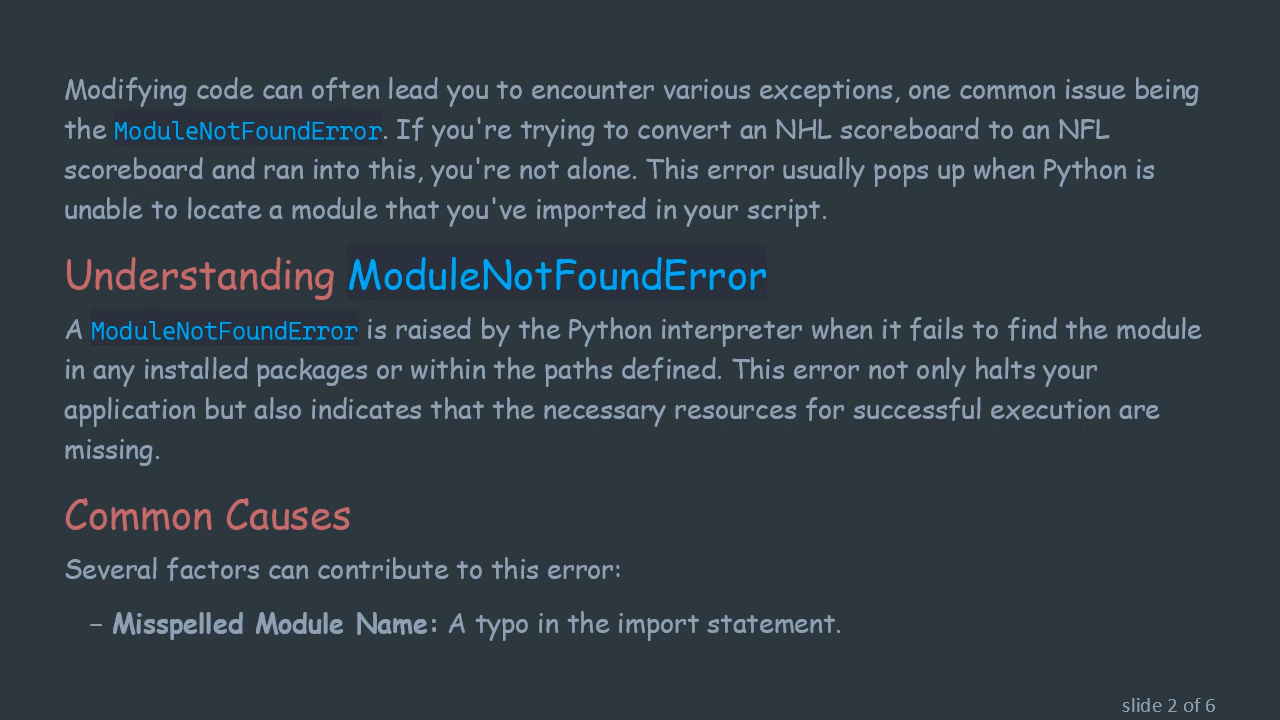 Modifying code can often lead you to encounter various exceptions, one common issue being
the ModuleNotFoundError. If you're trying to convert an NHL scoreboard to an NFL
scoreboard and ran into this, you're not alone. This error usually pops up when Python is
unable to locate a module that you've imported in your script.
Understanding ModuleNotFoundError
A ModuleNotFoundError is raised by the Python interpreter when it fails to find the module
in any installed packages or within the paths defined. This error not only halts your
application but also indicates that the necessary resources for successful execution are
missing.
Common Causes
Several factors can contribute to this error:
– Misspelled Module Name: A typo in the import statement.
slide 2 of 6